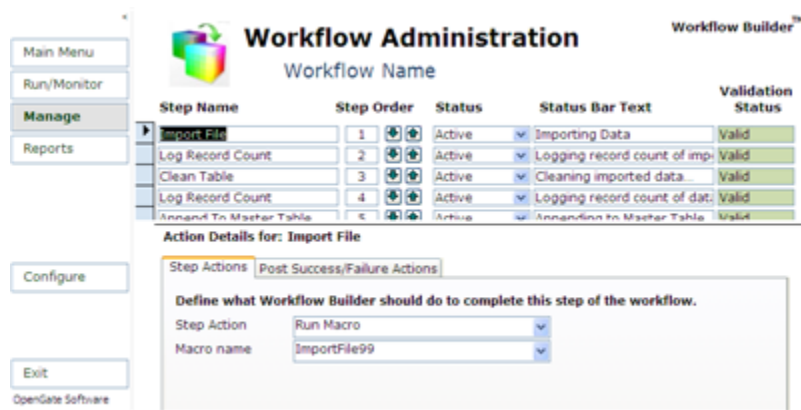 Workflow Administration
Workflow Builder™
Workflow Name
Main Menu
Run/Monitor
Manage
Reports
Configure
Exit
OpenGate Software
Step Name Step Order Status Status Bar Text Validation Status
Import File 1 Active Importing Data Valid
Log Record Count 2 Active Logging record count of imp Valid
Clean Table 3 Active Cleaning imported data... Valid
Log Record Count 4 Active Logging record count of dat Valid
Append To Master Table 5 Active Appending to Master Table Valid
Action Details for: Import File
Step Actions Post Success/Failure Actions
Define what Workflow Builder should do to complete this step of the workflow.
Step Action Run Macro
Macro name ImportFile99